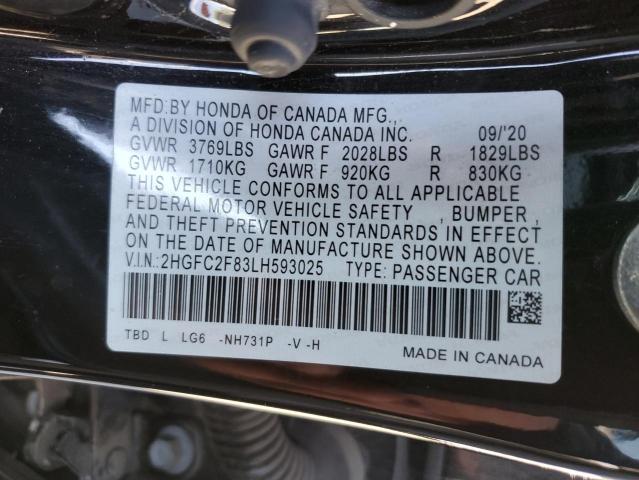 MFD.BY HONDA OF CANADA MFG.,
A DIVISION OF HONDA CANADA INC. 09/'20
GVWR 3769LBS GAWR F 2028LBS R 1829LBS
GVWR 1710KG GAWR F 920KG R 830KG
THIS VEHICLE CONFORMS TO ALL APPLICABLE
FEDERAL MOTOR VEHICLE SAFETY , BUMPER ,
AND THEFT PREVENTION STANDARDS IN EFFECT
ON THE DATE OF MANUFACTURE SHOWN ABOVE.
V.I.N.:2HGFC2F83LH593025 TYPE: PASSENGER CAR
TBD L LG6 -NH731P -V -H
MADE IN CANADA